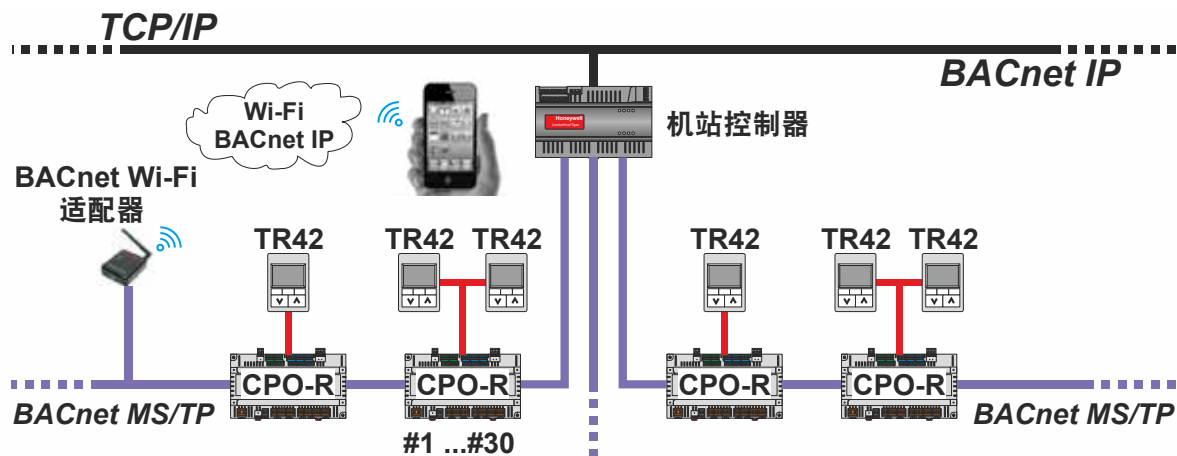 TCP/IP
BACnet IP
Wi-Fi
BACnet IP
Honeywell
机站控制器
BACnet Wi-Fi
适配器
TR42
TR42 TR42
TR42
TR42 TR42
CPO-R
CPO-R
CPO-R
CPO-R
BACnet MS/TP
BACnet MS/TP
#1 ...#30